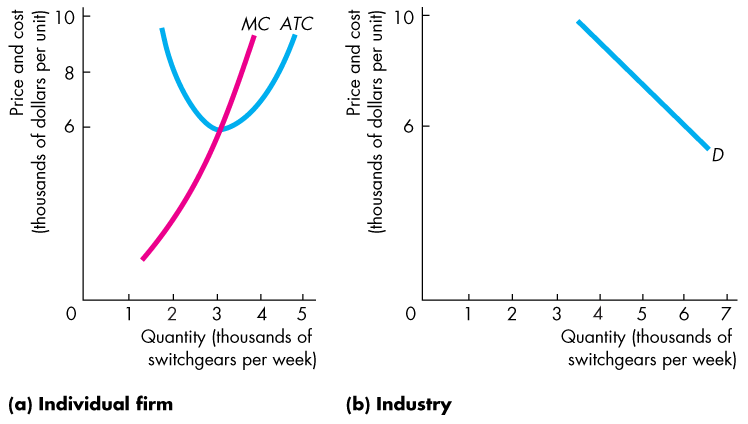 Price and cost
(thousands of dollars per unit)
10
8
6
0
MC ATC
1 2 3 4 5
Quantity (thousands of
switchgears per week)
(a) Individual firm
Price and cost
(thousands of dollars per unit)
10
6
0
D
1 2 3 4 5 6 7
Quantity (thousands of
switchgears per week)
(b) Industry